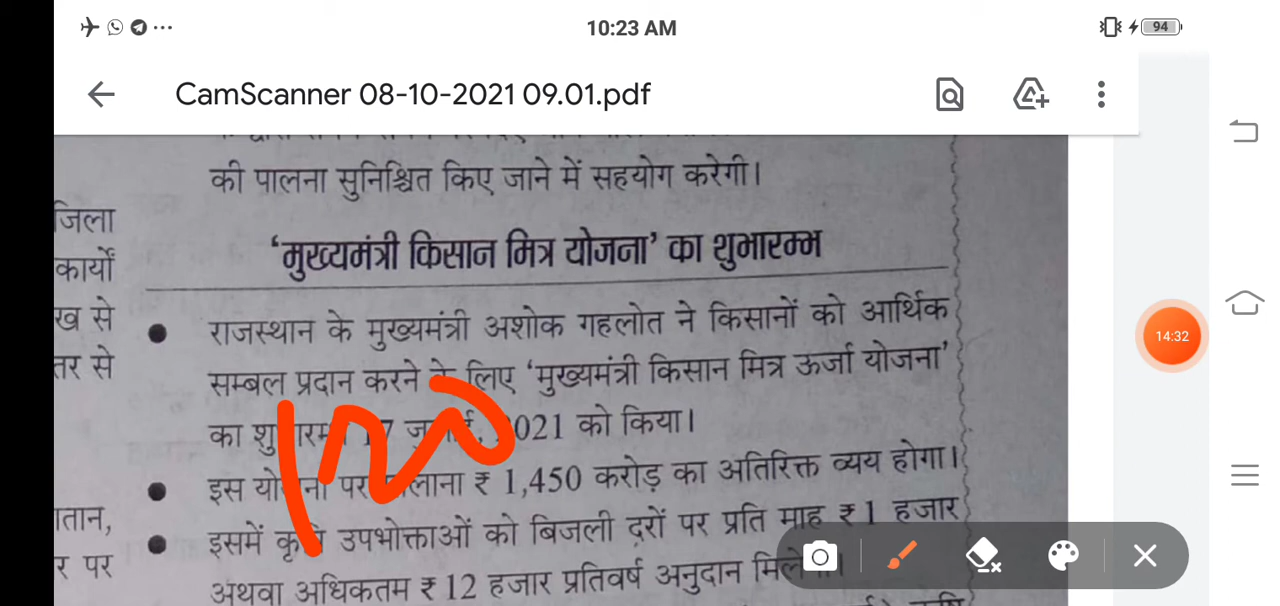 10:23 AM
94
CamScanner 08-10-2021 09.01.pdf
की पालना सुनिश्चित किए जाने में सहयोग करेगी।
जिला
कार्यों
ख से
तर से
तान,
र पर
‘मुख्यमंत्री किसान मित्र योजना’ का शुभारम्भ
राजस्थान के मुख्यमंत्री अशोक गहलोत ने किसानों को आर्थिक
सम्बल प्रदान करने के लिए ‘मुख्यमंत्री किसान मित्र ऊर्जा योजना’
का 17 2021 को किया।
इस पर ₹ 1,450 करोड़ का अतिरिक्त व्यय होगा।
इसमें उपभोक्ताओं को बिजली दरों पर प्रति माह ₹ 1 हजार
अथवा अधिकतम ₹ 12 हजार प्रतिवर्ष अनुदान
14:32